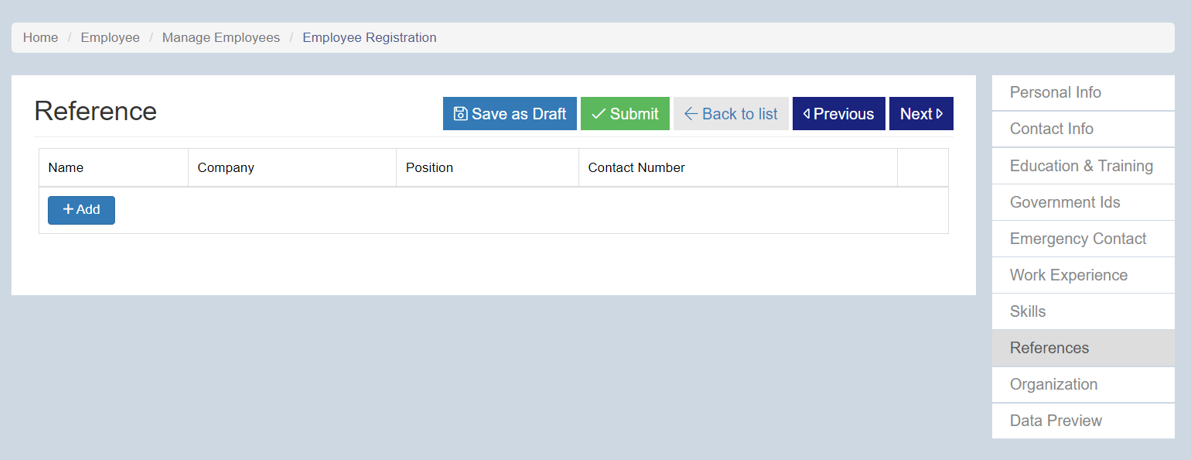 Home / Employee / Manage Employees / Employee Registration
Reference
Save as Draft
Submit
Back to list
Previous
Next
Name
Company
Position
Contact Number
Add
Personal Info
Contact Info
Education & Training
Government Ids
Emergency Contact
Work Experience
Skills
References
Organization
Data Preview